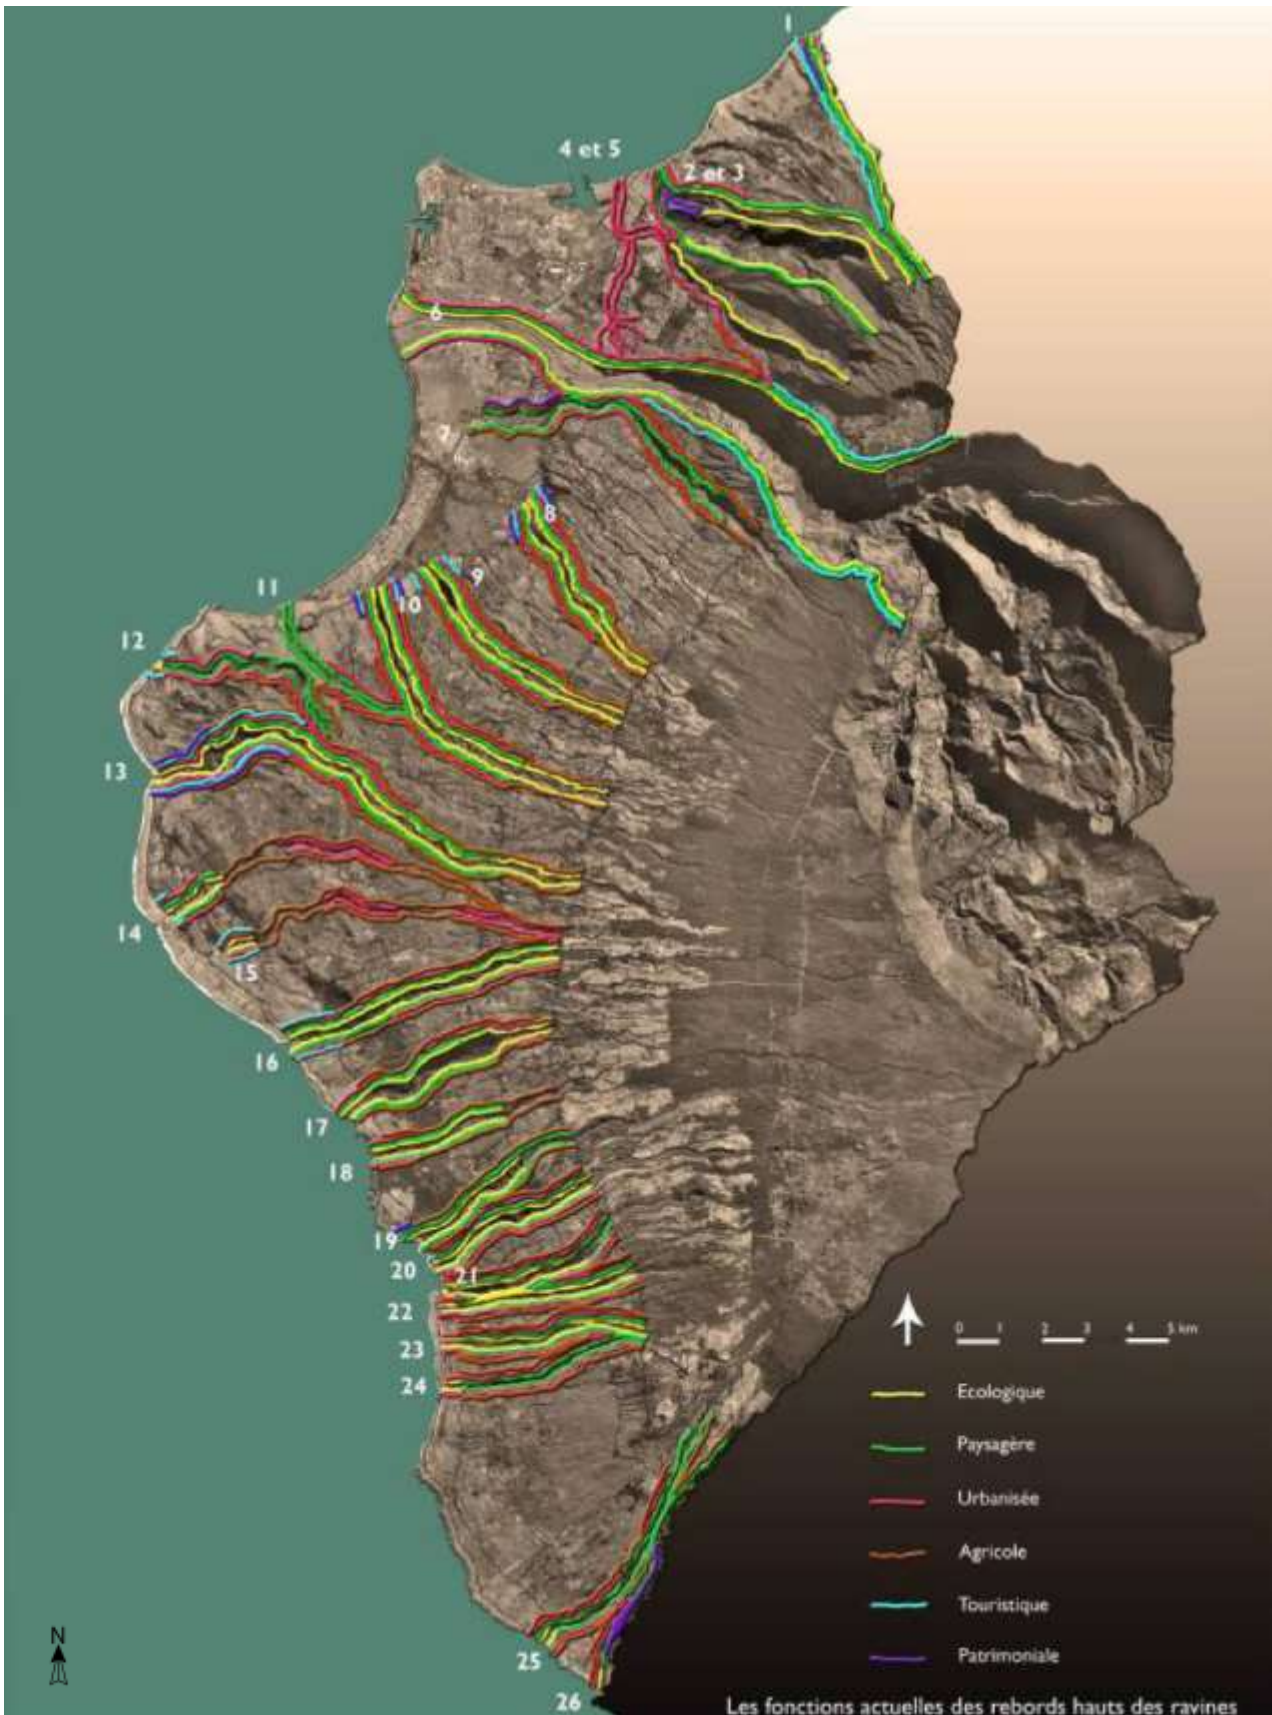 1
4 et 5
2 et 3
6
7
8
9
10
11
12
13
14
15
16
17
18
19
20
21
22
23
24
25
26
0 1 2 3 4 5 km
Ecologique
Paysagère
Urbanisée
Agricole
Touristique
Patrimoniale
N
Les fonctions actuelles des rebords hauts des ravines